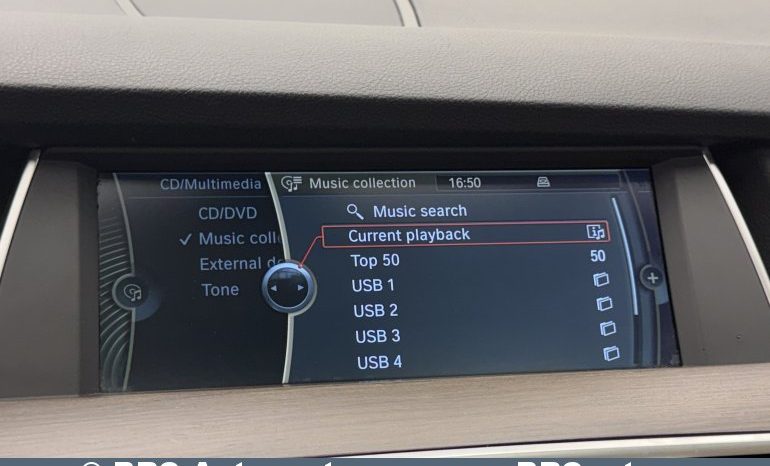 CD/Multimedia
CD/DVD
Music coll
External d
Tone
Music collection 16:50
Music search
Current playback
Top 50 50
USB 1
USB 2
USB 3
USB 4